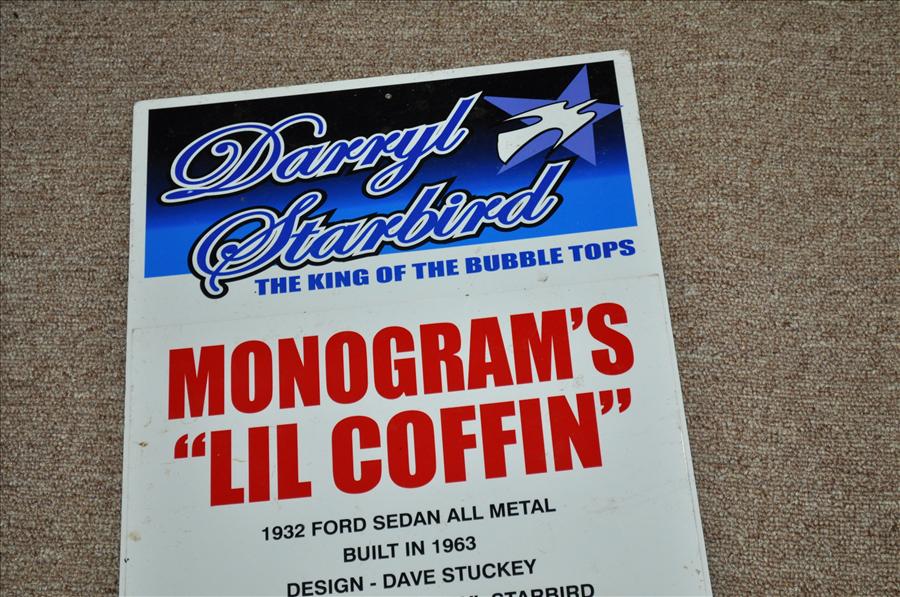 Darryl
Starbird
THE KING OF THE BUBBLE TOPS
MONOGRAM'S
"LIL COFFIN"
1932 FORD SEDAN ALL METAL
BUILT IN 1963
DESIGN - DAVE STUCKEY
STARBIRD